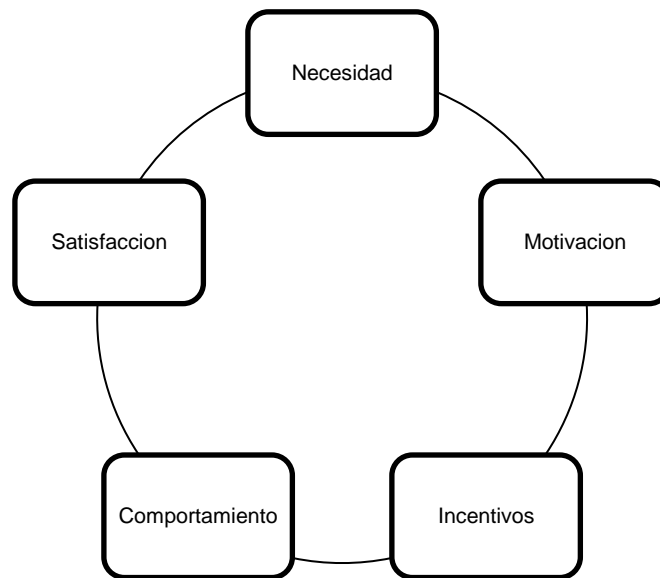 Necesidad
Satisfaccion
Motivacion
Comportamiento
Incentivos